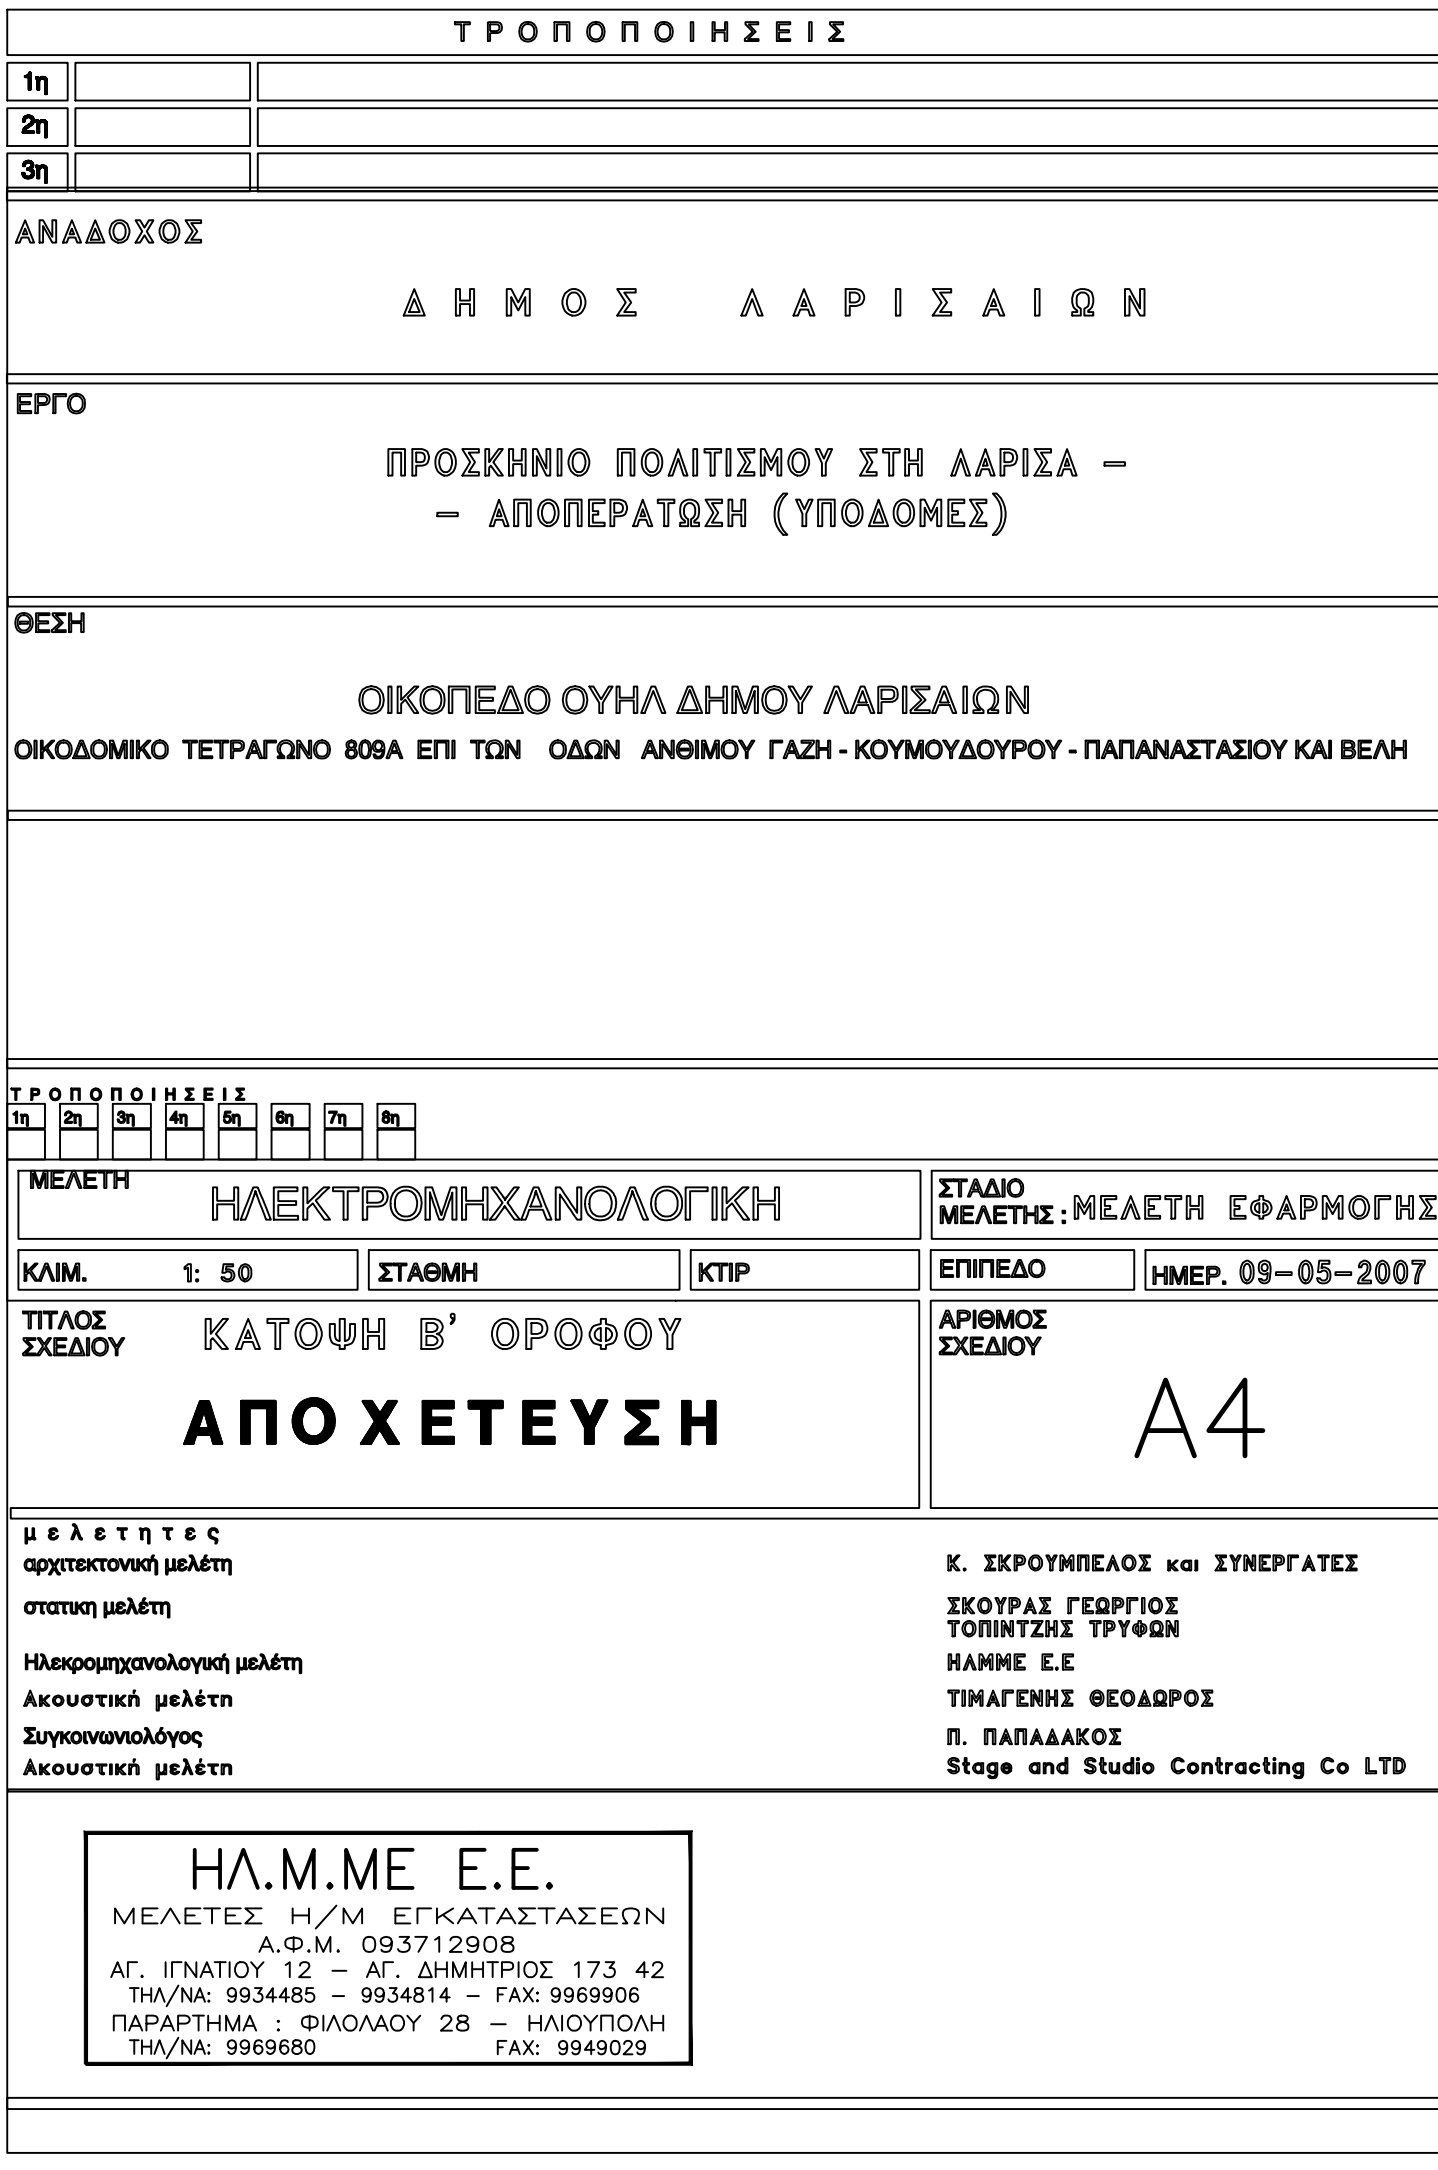 ΤΡΟΠΟΠΟΙΗΣΕΙΣ
1η
2η
3η
ΑΝΑΔΟΧΟΣ
ΔΗΜΟΣ ΛΑΡΙΣΑΙΩΝ
ΕΡΓΟ
ΠΡΟΣΚΗΝΙΟ ΠΟΛΙΤΙΣΜΟΥ ΣΤΗ ΛΑΡΙΣΑ –
– ΑΠΟΠΕΡΑΤΩΣΗ (ΥΠΟΔΟΜΕΣ)
ΘΕΣΗ
ΟΙΚΟΠΕΔΟ ΟΥΗΛ ΔΗΜΟΥ ΛΑΡΙΣΑΙΩΝ
ΟΙΚΟΔΟΜΙΚΟ ΤΕΤΡΑΓΩΝΟ 809Α ΕΠΙ ΤΩΝ ΟΔΩΝ ΑΝΘΙΜΟΥ ΓΑΖΗ - ΚΟΥΜΟΥΔΟΥΡΟΥ - ΠΑΠΑΝΑΣΤΑΣΙΟΥ ΚΑΙ ΒΕΛΗ
ΤΡΟΠΟΠΟΙΗΣΕΙΣ
1η 2η 3η 4η 5η 6η 7η 8η
ΜΕΛΕΤΗ ΗΛΕΚΤΡΟΜΗΧΑΝΟΛΟΓΙΚΗ
ΣΤΑΔΙΟ
ΜΕΛΕΤΗΣ : ΜΕΛΕΤΗ ΕΦΑΡΜΟΓΗΣ
ΚΛΙΜ. 1: 50 ΣΤΑΘΜΗ ΚΤΙΡ ΕΠΙΠΕΔΟ ΗΜΕΡ. 09–05–2007
ΤΙΤΛΟΣ
ΣΧΕΔΙΟΥ
ΚΑΤΟΨΗ Β' ΟΡΟΦΟΥ
ΑΠΟΧΕΤΕΥΣΗ
ΑΡΙΘΜΟΣ
ΣΧΕΔΙΟΥ
Α4
μελετητες
αρχιτεκτονική μελέτη Κ. ΣΚΡΟΥΜΠΕΛΟΣ και ΣΥΝΕΡΓΑΤΕΣ
στατικη μελέτη ΣΚΟΥΡΑΣ ΓΕΩΡΓΙΟΣ
ΤΟΠΙΝΤΖΗΣ ΤΡΥΦΩΝ
Ηλεκρομηχανολογική μελέτη ΗΛΜΜΕ Ε.Ε
Ακουστική μελέτη ΤΙΜΑΓΕΝΗΣ ΘΕΟΔΩΡΟΣ
Συγκοινωνιολόγος Π. ΠΑΠΑΔΑΚΟΣ
Ακουστική μελέτη Stage and Studio Contracting Co LTD
ΗΛ.Μ.ΜΕ Ε.Ε.
ΜΕΛΕΤΕΣ Η/Μ ΕΓΚΑΤΑΣΤΑΣΕΩΝ
Α.Φ.Μ. 093712908
ΑΓ. ΙΓΝΑΤΙΟΥ 12 – ΑΓ. ΔΗΜΗΤΡΙΟΣ 173 42
ΤΗΛ/ΝΑ: 9934485 – 9934814 – FAX: 9969906
ΠΑΡΑΡΤΗΜΑ : ΦΙΛΟΛΑΟΥ 28 – ΗΛΙΟΥΠΟΛΗ
ΤΗΛ/ΝΑ: 9969680 FAX: 9949029